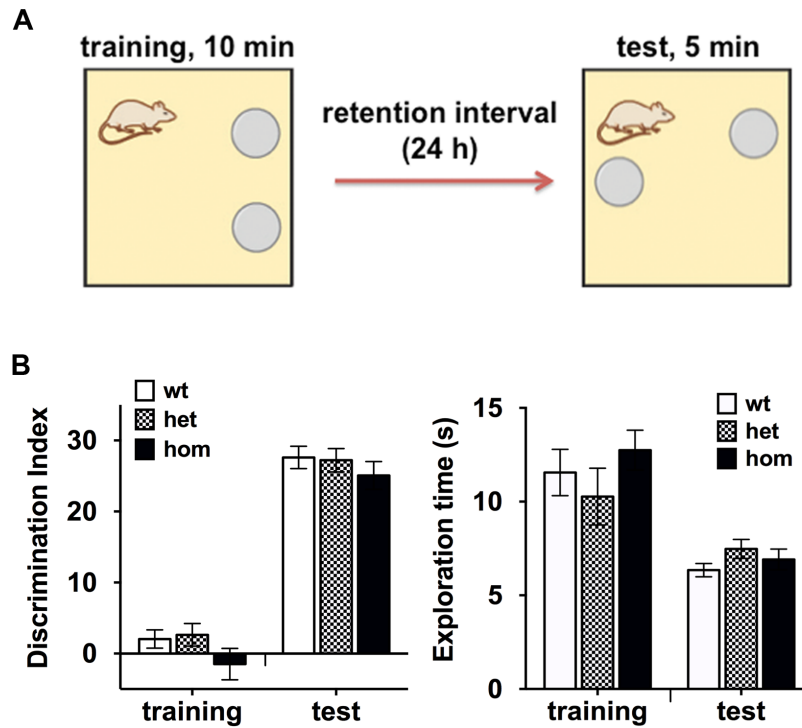 A
training, 10 min
test, 5 min
retention interval
(24 h)
B
Discrimination Index
30
20
10
0
wt
het
hom
training
test
Exploration time (s)
15
10
5
0
wt
het
hom
training
test